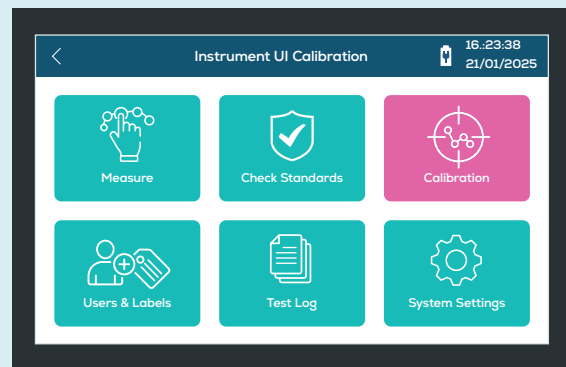 Instrument UI Calibration
16.:23:38
21/01/2025
Measure
Check Standards
Calibration
Users & Labels
Test Log
System Settings